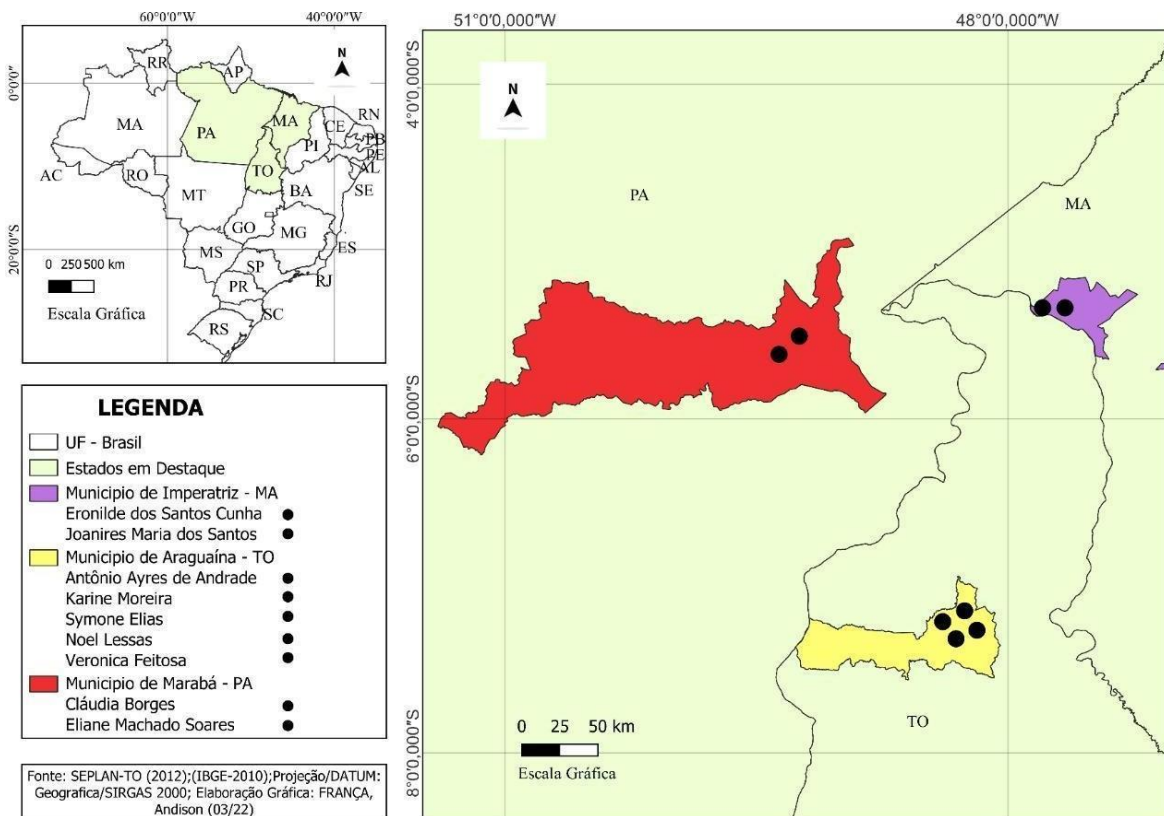 60°0'0"W
40°0'0"W
0°0'0"
20°0'0"S
N
RR
AP
MA
PA
MA
CE
RN
PB
PI
PE
AL
AC
RO
TO
SE
MT
BA
GO
MG
MS
ES
SP
RJ
PR
SC
RS
0 250 500 km
Escala Gráfica
LEGENDA
UF - Brasil
Estados em Destaque
Municipio de Imperatriz - MA
Eronilde dos Santos Cunha
Joanires Maria dos Santos
Municipio de Araguaína - TO
Antônio Ayres de Andrade
Karine Moreira
Symone Elias
Noel Lessas
Veronica Feitosa
Municipio de Marabá - PA
Cláudia Borges
Eliane Machado Soares
Fonte: SEPLAN-TO (2012);(IBGE-2010);Projeção/DATUM:
Geografica/SIRGAS 2000; Elaboração Gráfica: FRANÇA,
Andison (03/22)
51°0'0,000"W
48°0'0,000"W
4°0'0,000"S
6°0'0,000"S
8°0'0,000"S
N
PA
MA
TO
0 25 50 km
Escala Gráfica